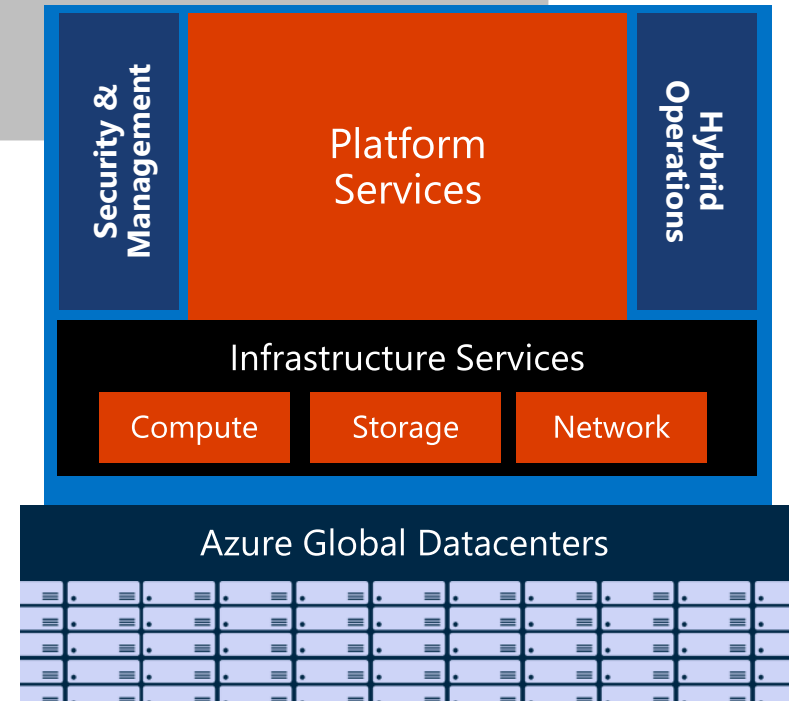 Security &
Management
Platform
Services
Hybrid
Operations
Infrastructure Services
Compute
Storage
Network
Azure Global Datacenters